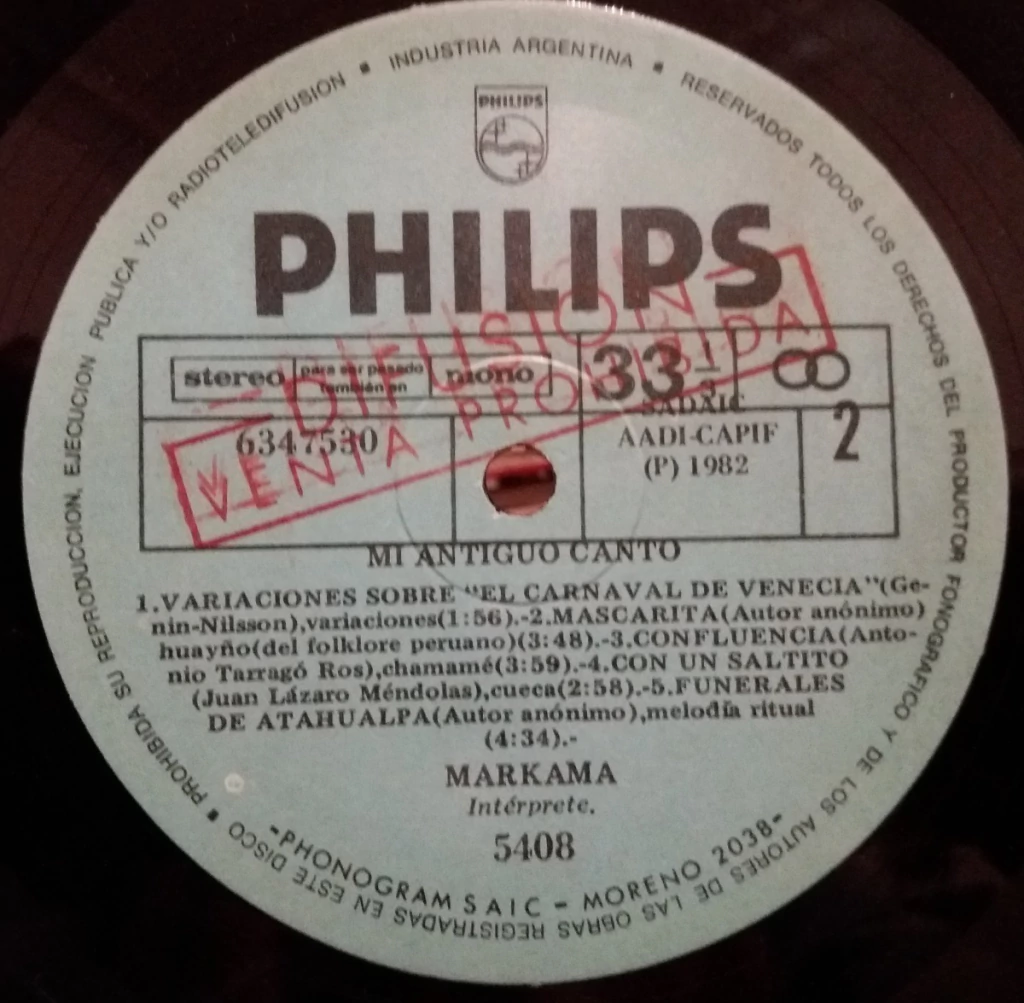 PROHIBIDA SU REPRODUCCION, EJECUCION PUBLICA Y/O RADIOTELEDIFUSION ■ INDUSTRIA ARGENTINA ■ RESERVADOS TODOS LOS DERECHOS DEL PRODUCTOR FONOGRAFICO Y DE LOS AUTORES DE LAS OBRAS REGISTRADAS EN ESTE DISCO ■
PHILIPS
PHILIPS
- DIFUSION
VENTA PROHIBIDA
stereo para ser pasado también en mono
33 1/3
SADAIC
6347530
AADI-CAPIF
(P) 1982
2
MI ANTIGUO CANTO
1.VARIACIONES SOBRE "EL CARNAVAL DE VENECIA"(Ge-
nin-Nilsson),variaciones(1:56).-2.MASCARITA(Autor anónimo)
huayño(del folklore peruano)(3:48).-3.CONFLUENCIA(Anto-
nio Tarragó Ros),chamamé(3:59).-4.CON UN SALTITO
(Juan Lázaro Méndolas),cueca(2:58).-5.FUNERALES
DE ATAHUALPA(Autor anónimo),melodía ritual
(4:34).-
MARKAMA
Intérprete.
5408
-PHONOGRAM S A I C - MORENO 2038-